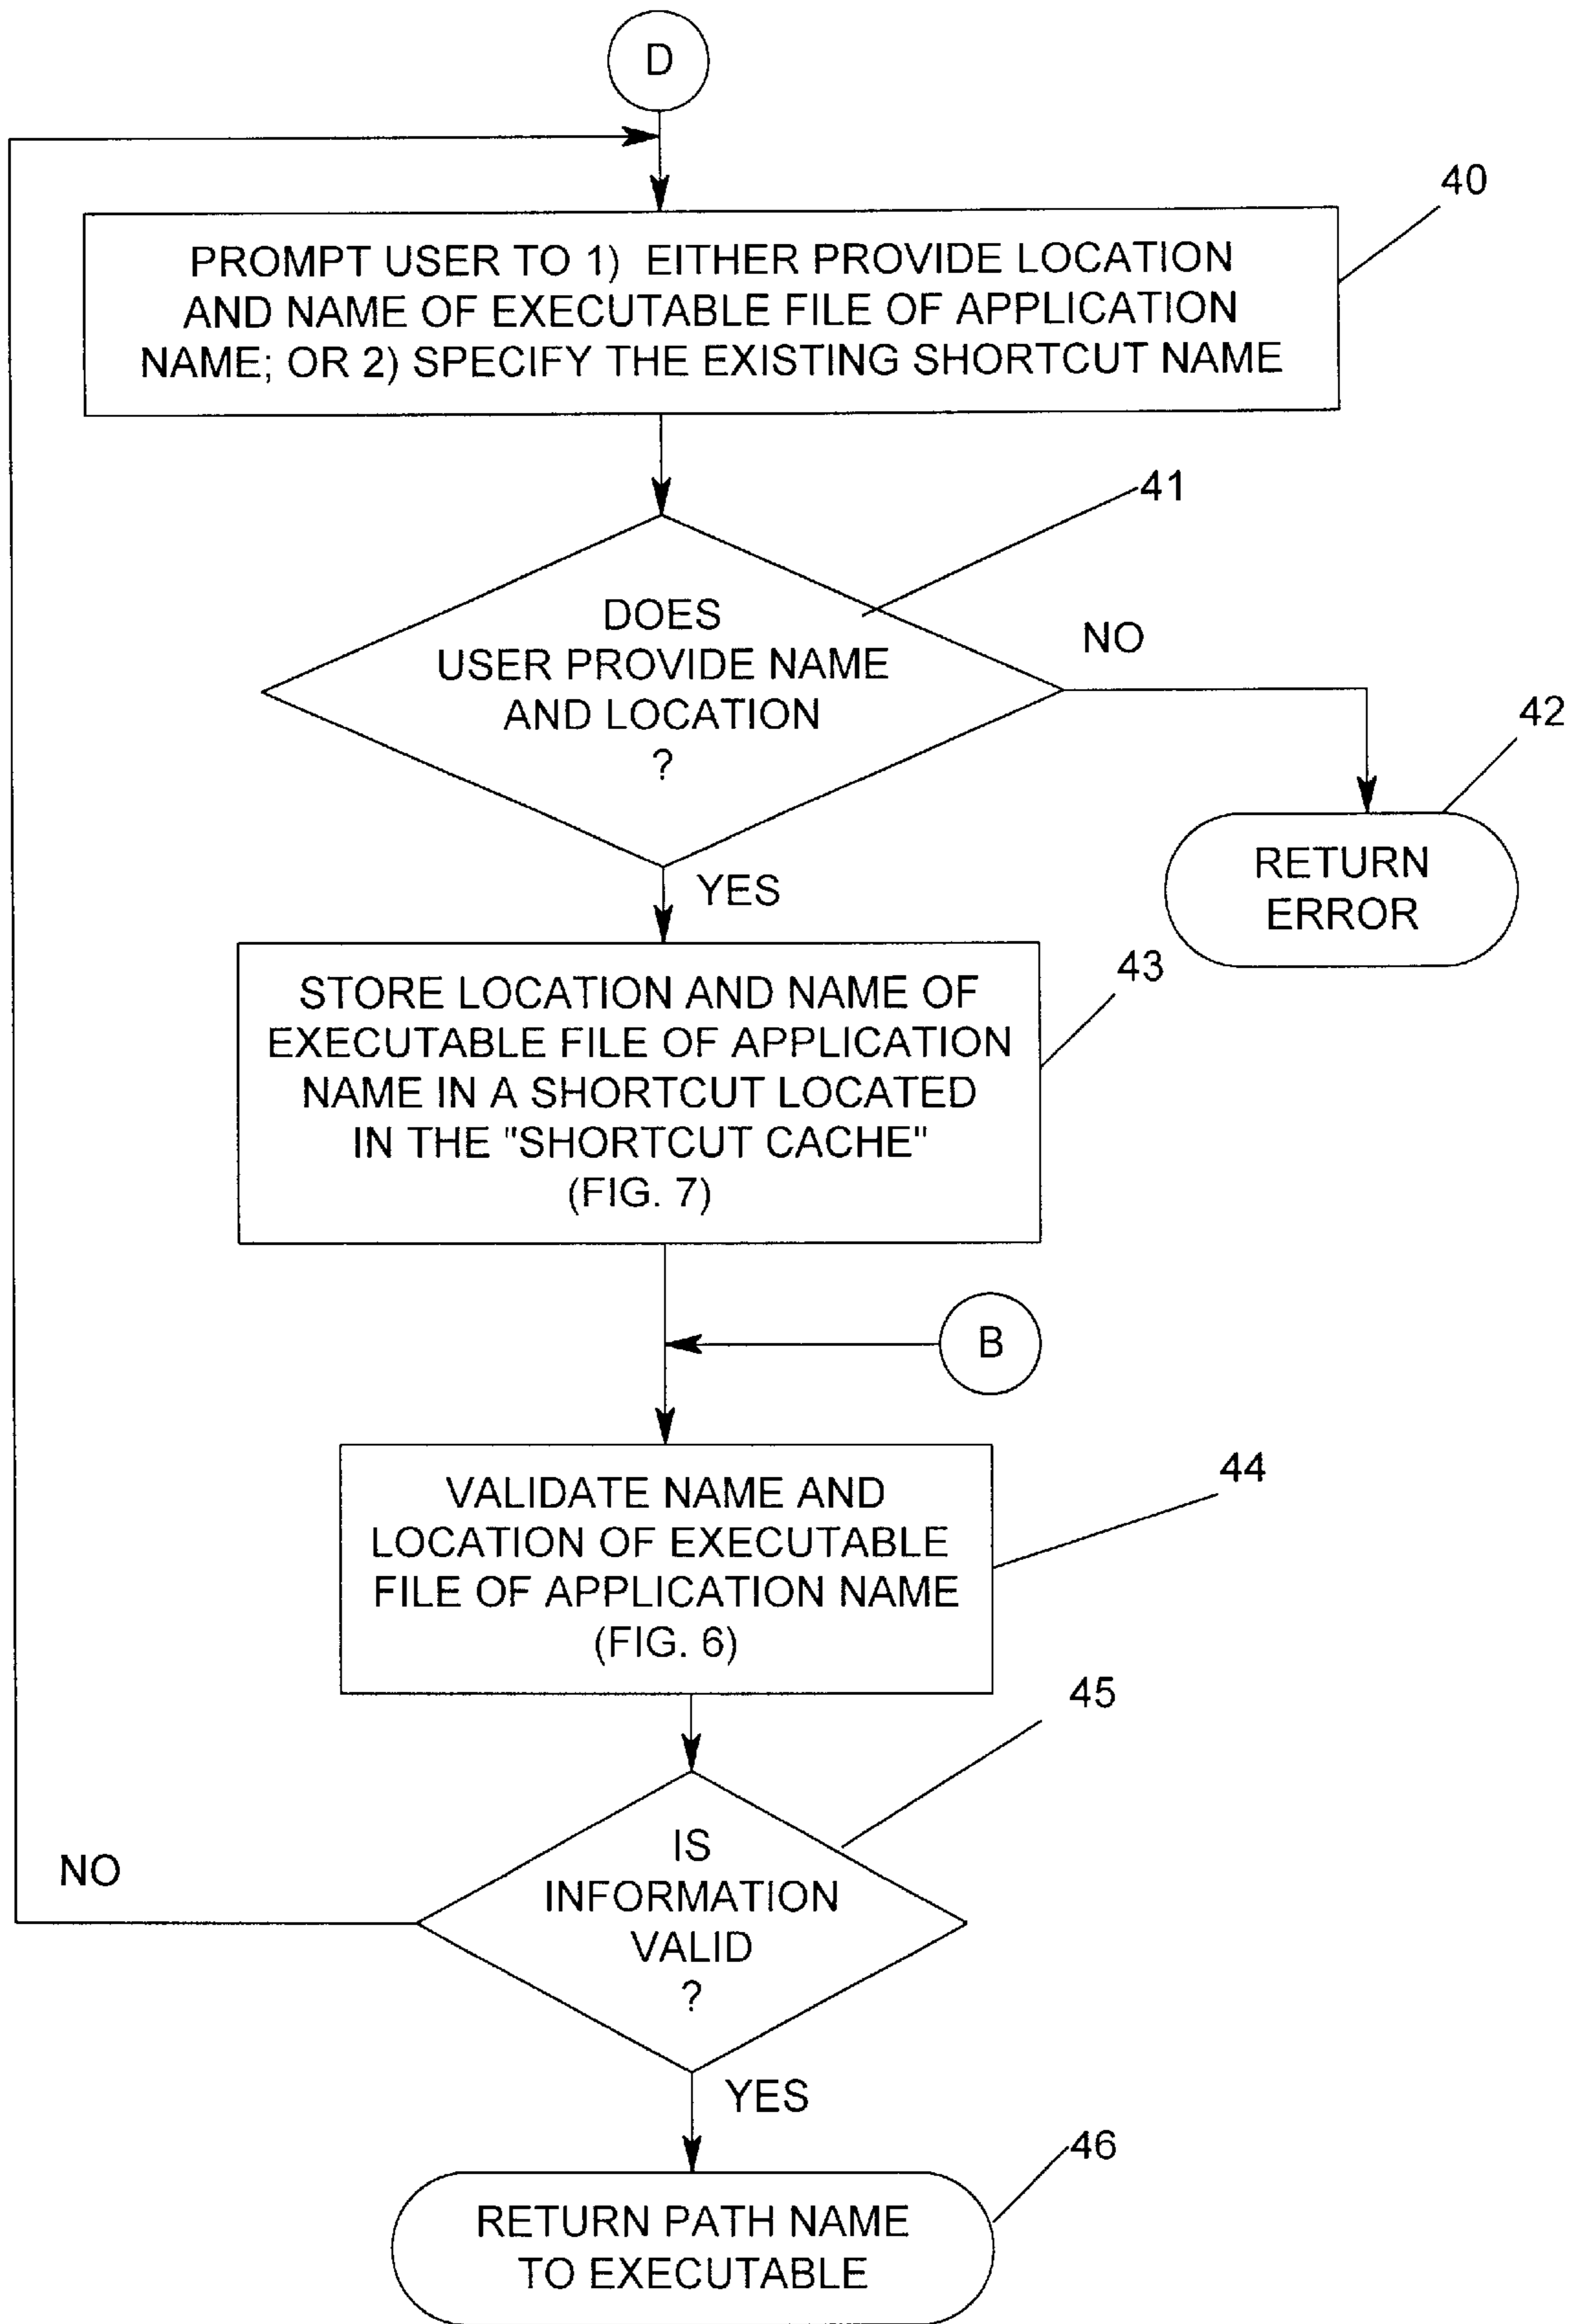 D
40
PROMPT USER TO 1) EITHER PROVIDE LOCATION
AND NAME OF EXECUTABLE FILE OF APPLICATION
NAME; OR 2) SPECIFY THE EXISTING SHORTCUT NAME
41
DOES
USER PROVIDE NAME
AND LOCATION
?
NO
42
RETURN
ERROR
YES
43
STORE LOCATION AND NAME OF
EXECUTABLE FILE OF APPLICATION
NAME IN A SHORTCUT LOCATED
IN THE "SHORTCUT CACHE"
(FIG. 7)
B
44
VALIDATE NAME AND
LOCATION OF EXECUTABLE
FILE OF APPLICATION NAME
(FIG. 6)
45
IS
INFORMATION
VALID
?
NO
YES
46
RETURN PATH NAME
TO EXECUTABLE